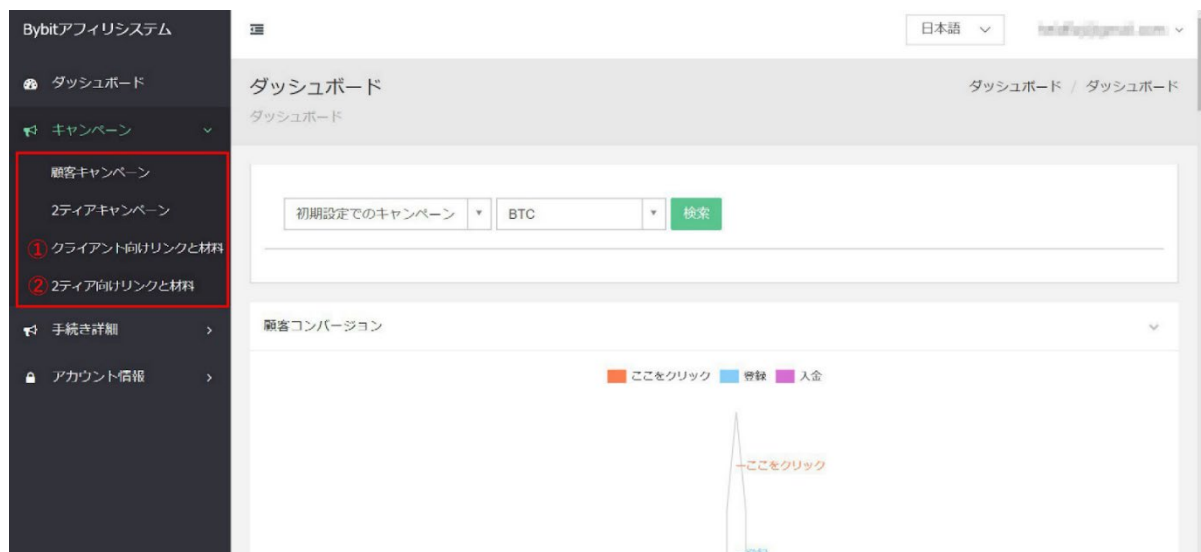 Bybitアフィリシステム
日本語
ダッシュボード
キャンペーン
顧客キャンペーン
2ティアキャンペーン
①クライアント向けリンクと材料
②2ティア向けリンクと材料
手続き詳細
アカウント情報
ダッシュボード
ダッシュボード / ダッシュボード
ダッシュボード
初期設定でのキャンペーン
BTC
検索
顧客コンバージョン
ここをクリック 登録 入金
ここをクリック